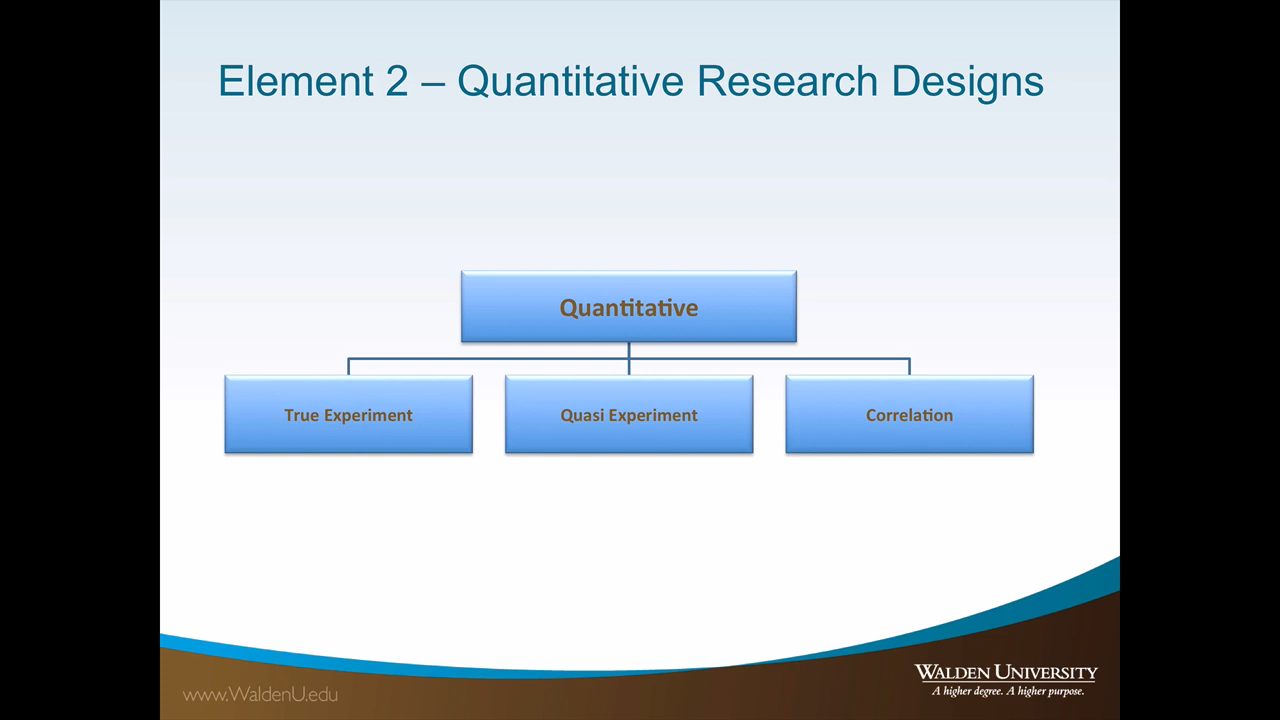 Element 2 – Quantitative Research Designs
Quantitative
True Experiment
Quasi Experiment
Correlation
www.WaldenU.edu
WALDEN UNIVERSITY
A higher degree. A higher purpose.